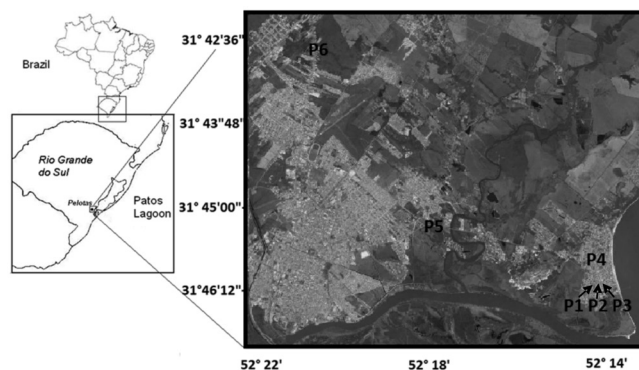 Brazil
Rio Grande
do Sul
Pelotas
Patos
Lagoon
31° 42'36"
31° 43"48'
31° 45'00"
31° 46'12"
P6
P5
P4
P1 P2 P3
52° 22'
52° 18'
52° 14'